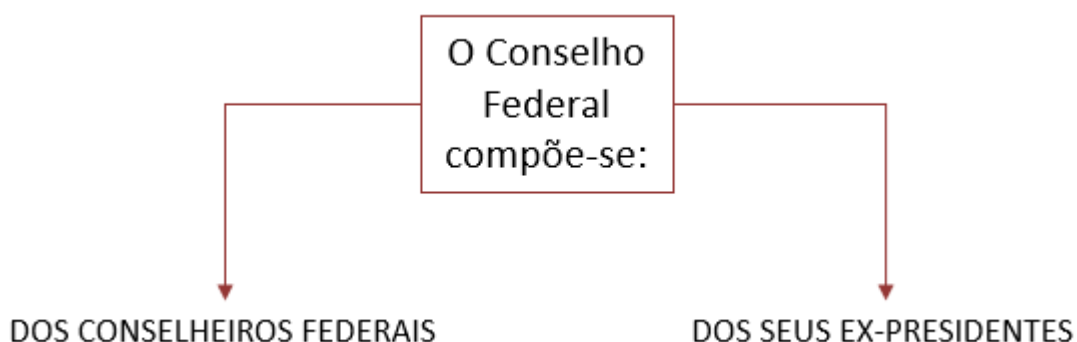 O Conselho
Federal
compõe-se:
DOS CONSELHEIROS FEDERAIS
DOS SEUS EX-PRESIDENTES